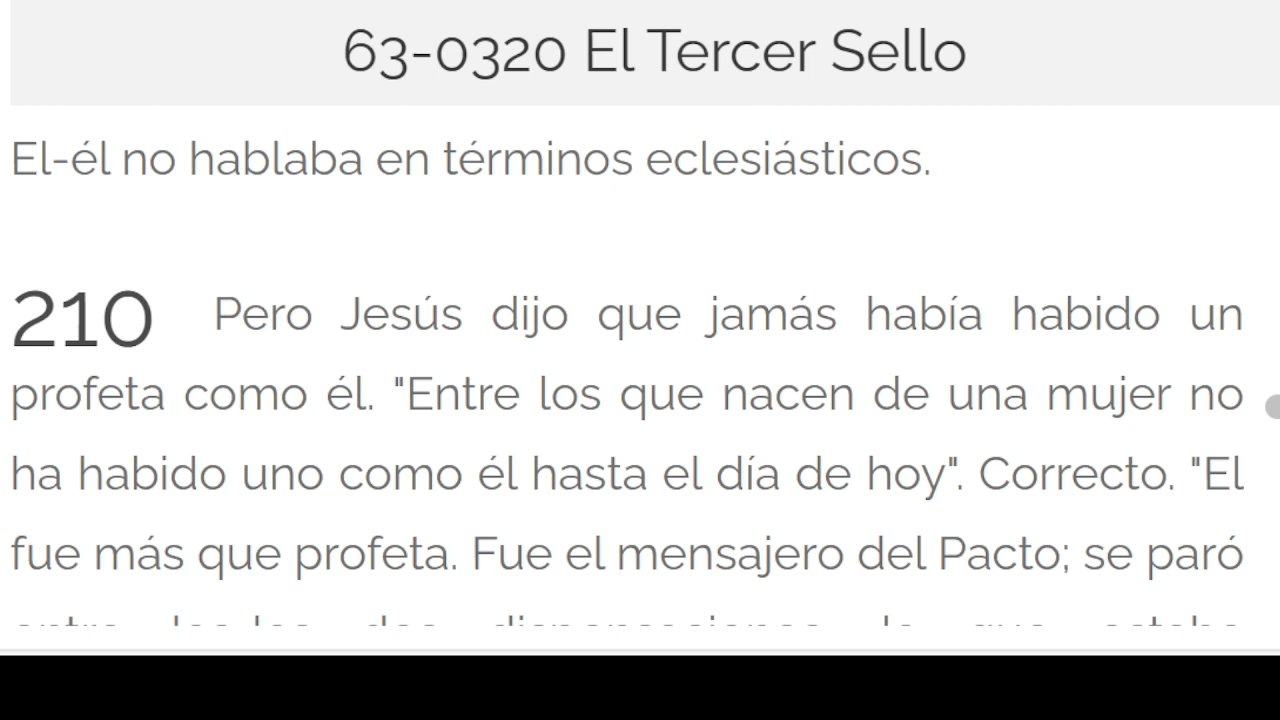 63-0320 El Tercer Sello
El-él no hablaba en términos eclesiásticos.
210 Pero Jesús dijo que jamás había habido un
profeta como él. "Entre los que nacen de una mujer no
ha habido uno como él hasta el día de hoy". Correcto. "El
fue más que profeta. Fue el mensajero del Pacto; se paró